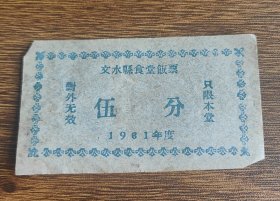 文水縣食堂飯票
對外无效
伍分
只限本堂
1961年度